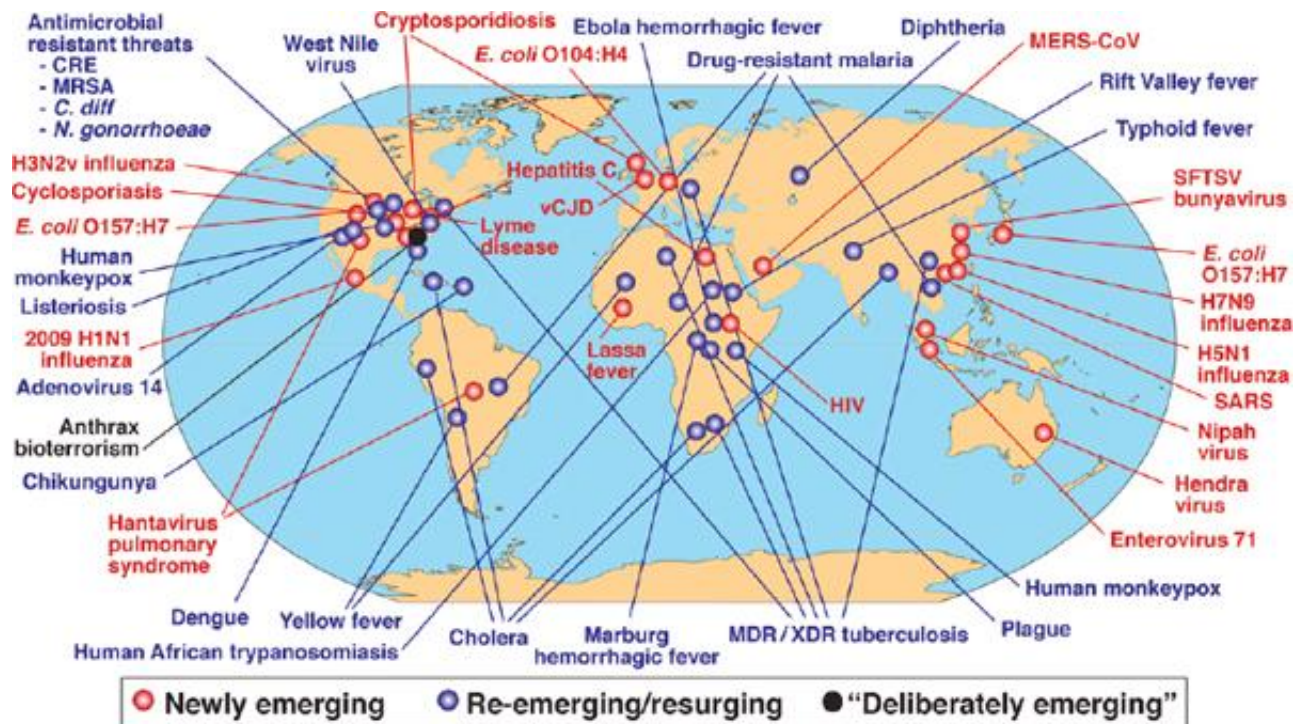 Antimicrobial
resistant threats
- CRE
- MRSA
- C. diff
- N. gonorrhoeae
West Nile
virus
Cryptosporidiosis
E. coli O104:H4
Ebola hemorrhagic fever
Drug-resistant malaria
Diphtheria
MERS-CoV
Rift Valley fever
Typhoid fever
H3N2v influenza
Cyclosporiasis
E. coli O157:H7
Human
monkeypox
Listeriosis
2009 H1N1
influenza
Adenovirus 14
Anthrax
bioterrorism
Chikungunya
Hantavirus
pulmonary
syndrome
Hepatitis C
vCJD
Lyme
disease
Lassa
fever
HIV
SFTSV
bunyavirus
E. coli
O157:H7
H7N9
influenza
H5N1
influenza
SARS
Nipah
virus
Hendra
virus
Enterovirus 71
Dengue
Yellow fever
Human African trypanosomiasis
Cholera
Marburg
hemorrhagic fever
MDR/XDR tuberculosis
Human monkeypox
Plague
Newly emerging
Re-emerging/resurging
“Deliberately emerging”